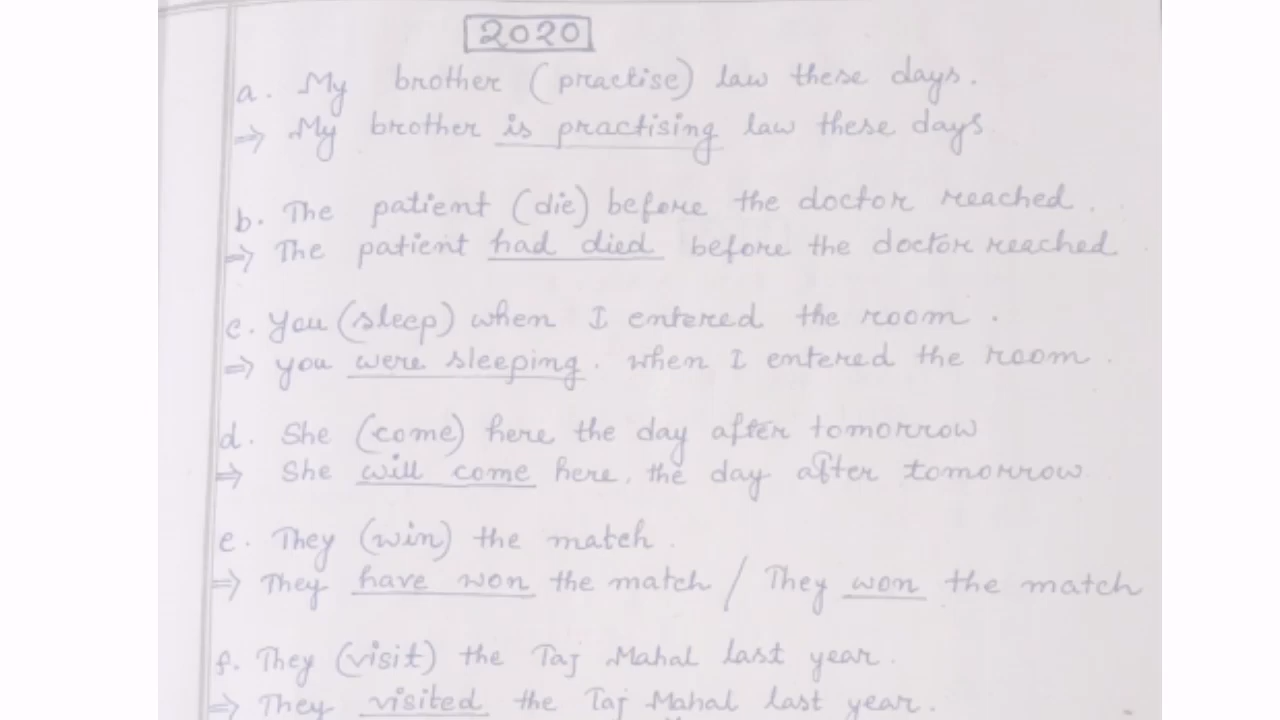 2020
a. My brother (practise) law these days.
⇒ My brother is practising law these days
b. The patient (die) before the doctor reached.
⇒ The patient had died before the doctor reached
c. You (sleep) when I entered the room.
⇒ you were sleeping. when I entered the room.
d. She (come) here the day after tomorrow
⇒ She will come here, the day after tomorrow
e. They (win) the match.
⇒ They have won the match / They won the match
f. They (visit) the Taj Mahal last year.
⇒ They visited the Taj Mahal last year.